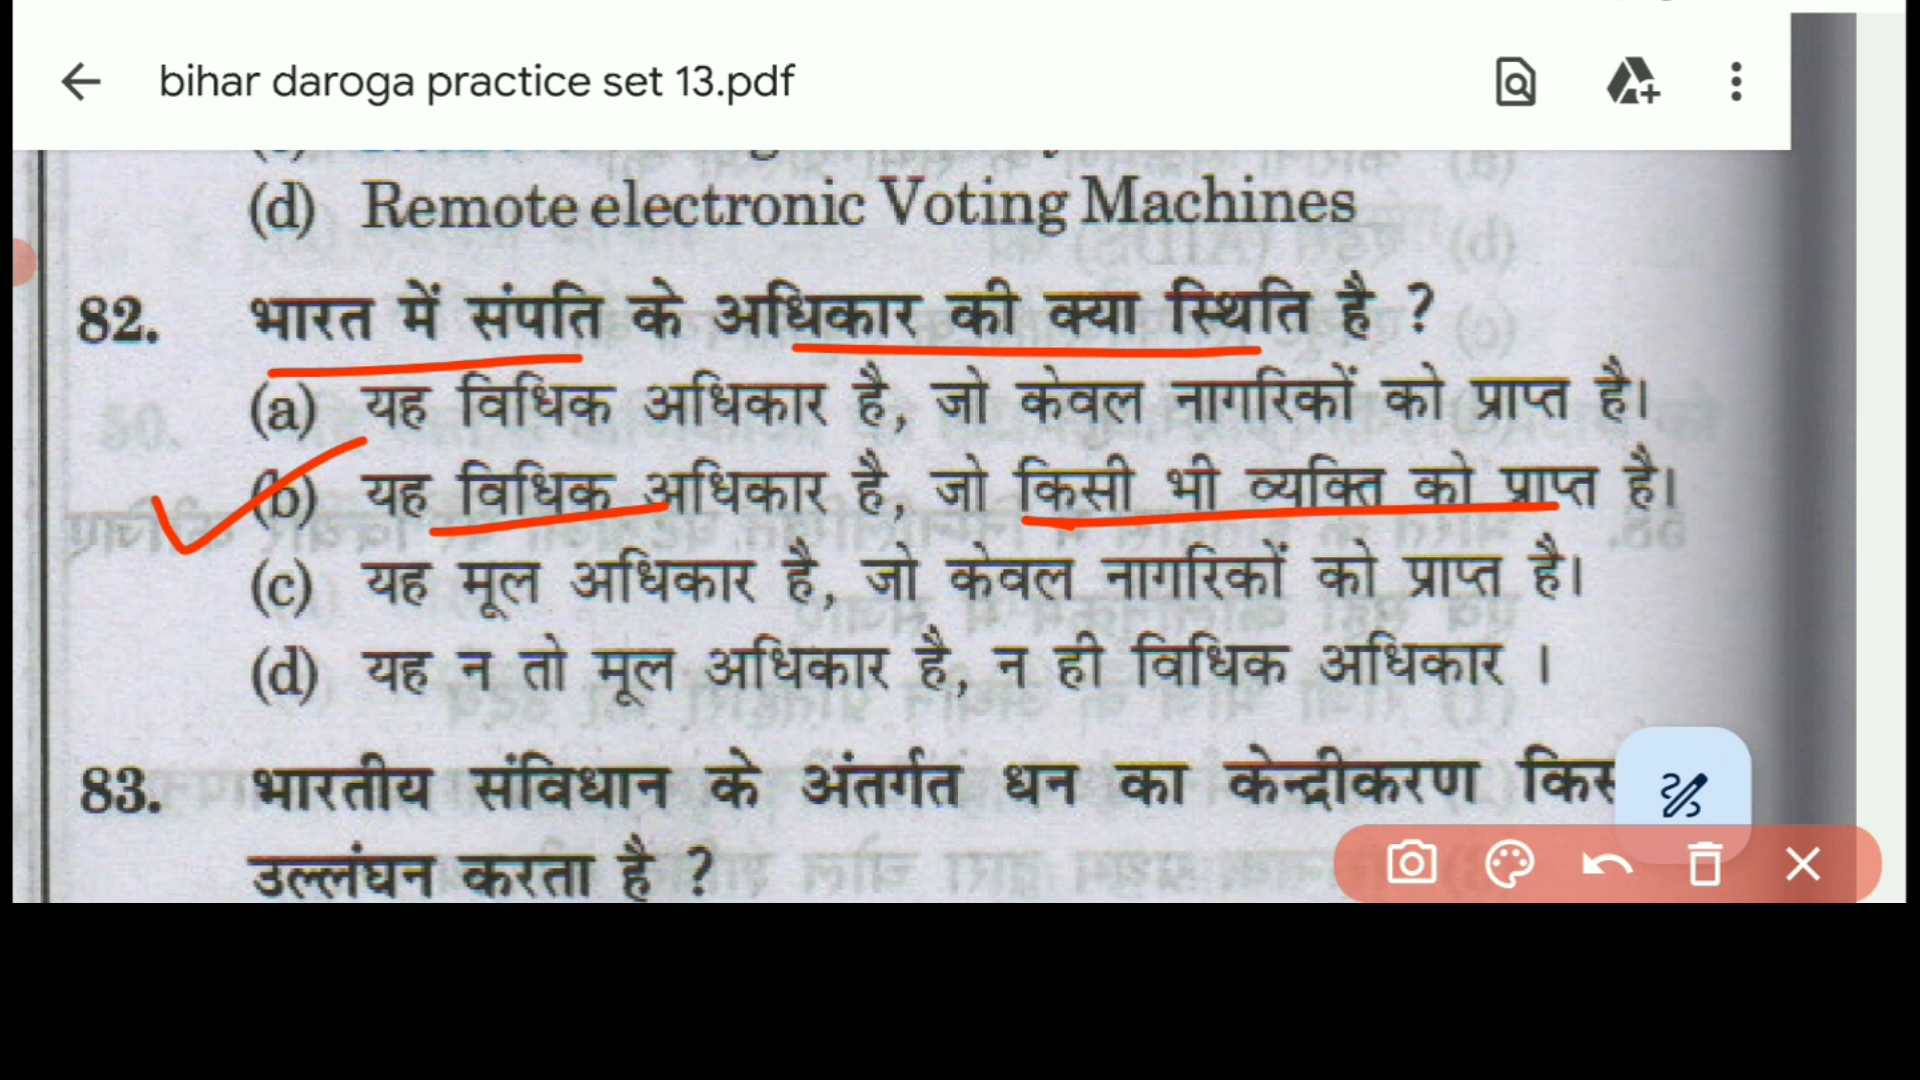 bihar daroga practice set 13.pdf
(d) Remote electronic Voting Machines
82. भारत में संपति के अधिकार की क्या स्थिति है ?
(a) यह विधिक अधिकार है, जो केवल नागरिकों को प्राप्त है।
(b) यह विधिक अधिकार है, जो किसी भी व्यक्ति को प्राप्त है।
(c) यह मूल अधिकार है, जो केवल नागरिकों को प्राप्त है।
(d) यह न तो मूल अधिकार है, न ही विधिक अधिकार ।
83. भारतीय संविधान के अंतर्गत धन का केन्द्रीकरण
उल्लंघन करता है ?